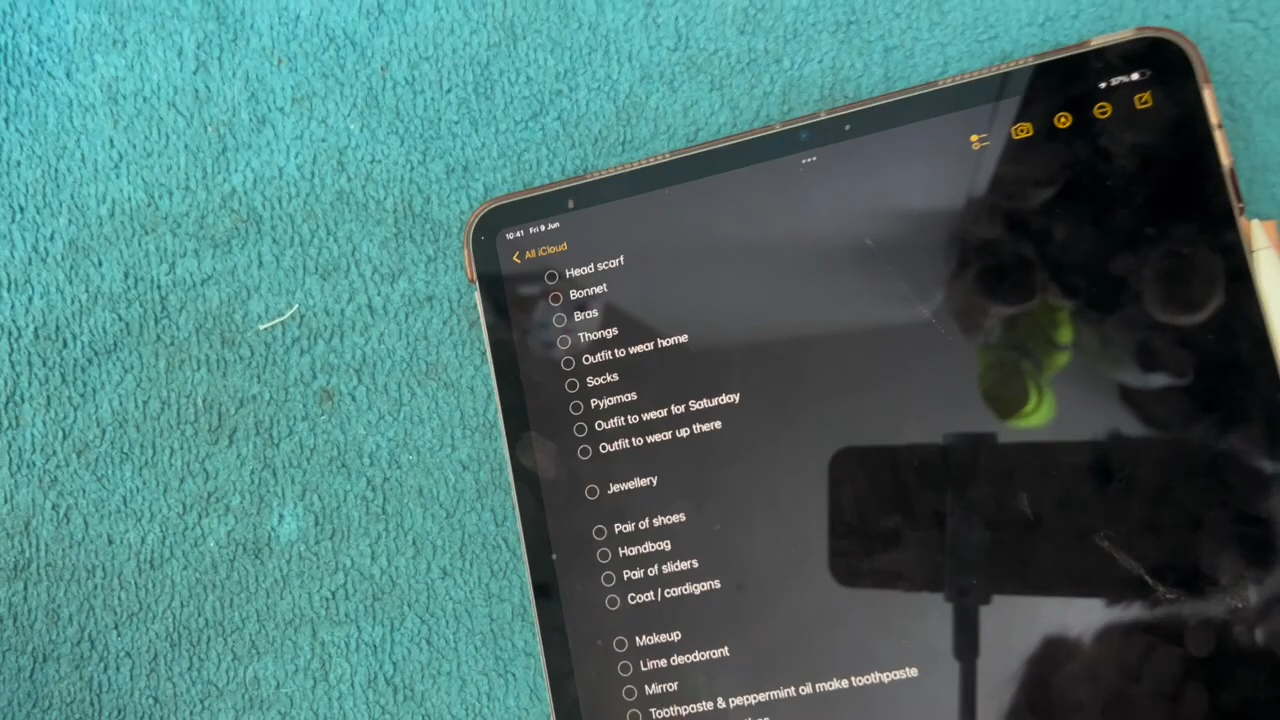 10:41 Fri 9 Jun
37%
All iCloud
Head scarf
Bonnet
Bras
Thongs
Outfit to wear home
Socks
Pyjamas
Outfit to wear for Saturday
Outfit to wear up there
Jewellery
Pair of shoes
Handbag
Pair of sliders
Coat / cardigans
Makeup
Lime deodorant
Mirror
Toothpaste & peppermint oil make toothpaste